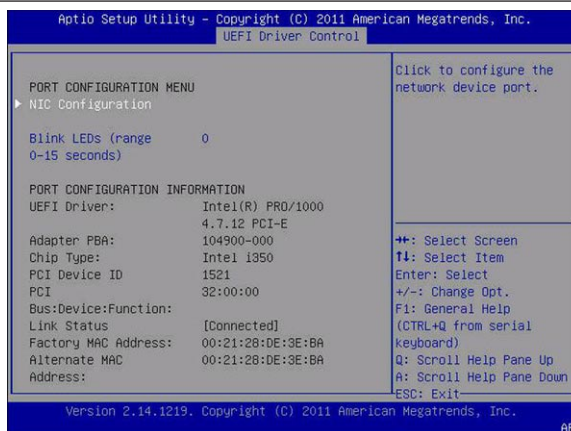 Aptio Setup Utility – Copyright (C) 2011 American Megatrends, Inc.
UEFI Driver Control
PORT CONFIGURATION MENU
NIC Configuration
Blink LEDs (range 0
0-15 seconds)
PORT CONFIGURATION INFORMATION
UEFI Driver: Intel(R) PRO/1000
4.7.12 PCI-E
Adapter PBA: 104900-000
Chip Type: Intel i350
PCI Device ID 1521
PCI 32:00:00
Bus:Device:Function:
Link Status [Connected]
Factory MAC Address: 00:21:28:DE:3E:BA
Alternate MAC 00:21:28:DE:3E:BA
Address:
Click to configure the
network device port.
→←: Select Screen
↑↓: Select Item
Enter: Select
+/-: Change Opt.
F1: General Help
(CTRL+Q from serial
keyboard)
Q: Scroll Help Pane Up
A: Scroll Help Pane Down
ESC: Exit
Version 2.14.1219. Copyright (C) 2011 American Megatrends, Inc.